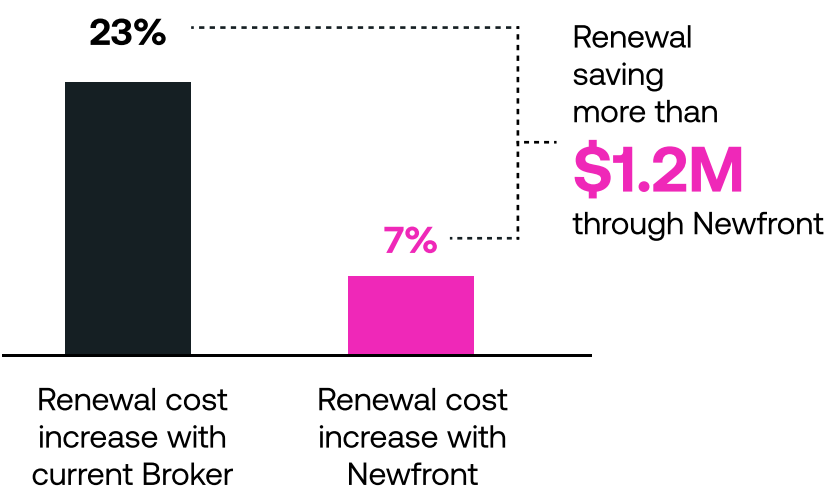 23%
7%
Renewal
saving
more than
$1.2M
through Newfront
Renewal cost
increase with
current Broker
Renewal cost
increase with
Newfront